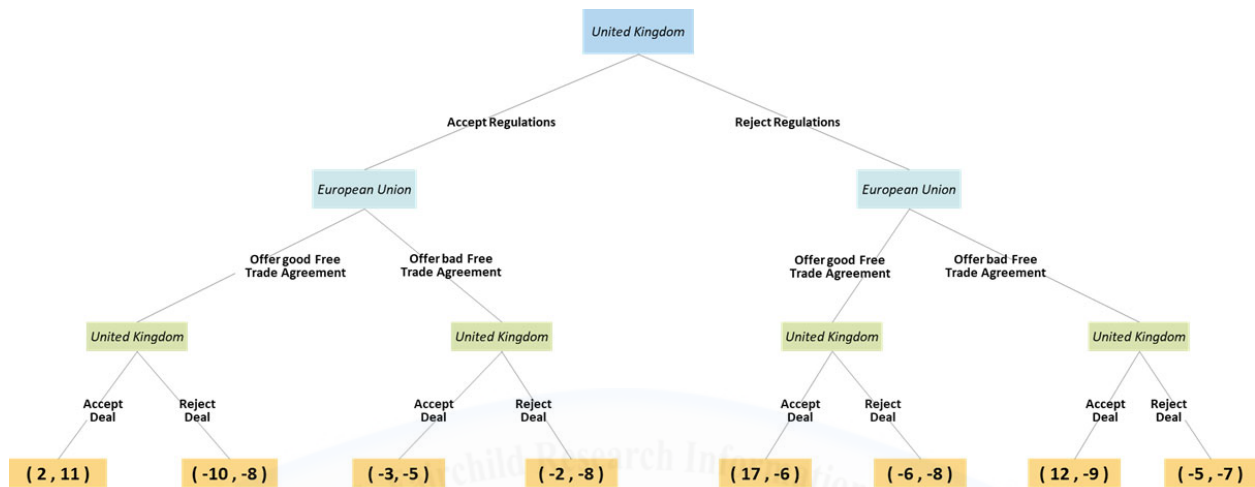 United Kingdom
Accept Regulations
Reject Regulations
European Union
European Union
Offer good Free
Trade Agreement
Offer bad Free
Trade Agreement
Offer good Free
Trade Agreement
Offer bad Free
Trade Agreement
United Kingdom
United Kingdom
United Kingdom
United Kingdom
Accept
Deal
Reject
Deal
Accept
Deal
Reject
Deal
Accept
Deal
Reject
Deal
Accept
Deal
Reject
Deal
( 2 , 11 )
( -10 , -8 )
( -3, -5 )
( -2 , -8 )
( 17 , -6 )
( -6 , -8 )
( 12 , -9 )
( -5 , -7 )
Research Information